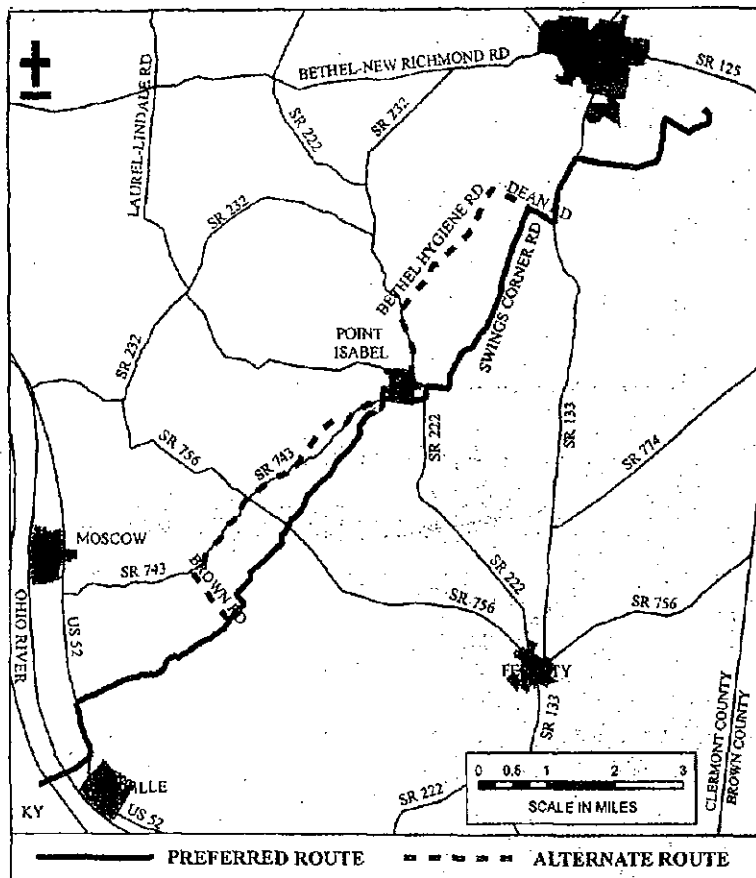 BETHEL-NEW RICHMOND RD
SR 125
LAUREL-LINDALE RD
SR 222
SR 232
SR 232
BETHEL HYGIENE RD
DEAN RD
SWINGS CORNER RD
POINT
ISABEL
SR 232
SR 222
SR 133
SR 774
SR 756
SR 743
MOSCOW
SR 743
BROWN RD
SR 222
SR 756
SR 756
OHIO RIVER
US 52
SR 133
CLERMONT COUNTY
BROWN COUNTY
0 0.5 1 2 3
SCALE IN MILES
KY
US 52
SR 222
PREFERRED ROUTE
ALTERNATE ROUTE